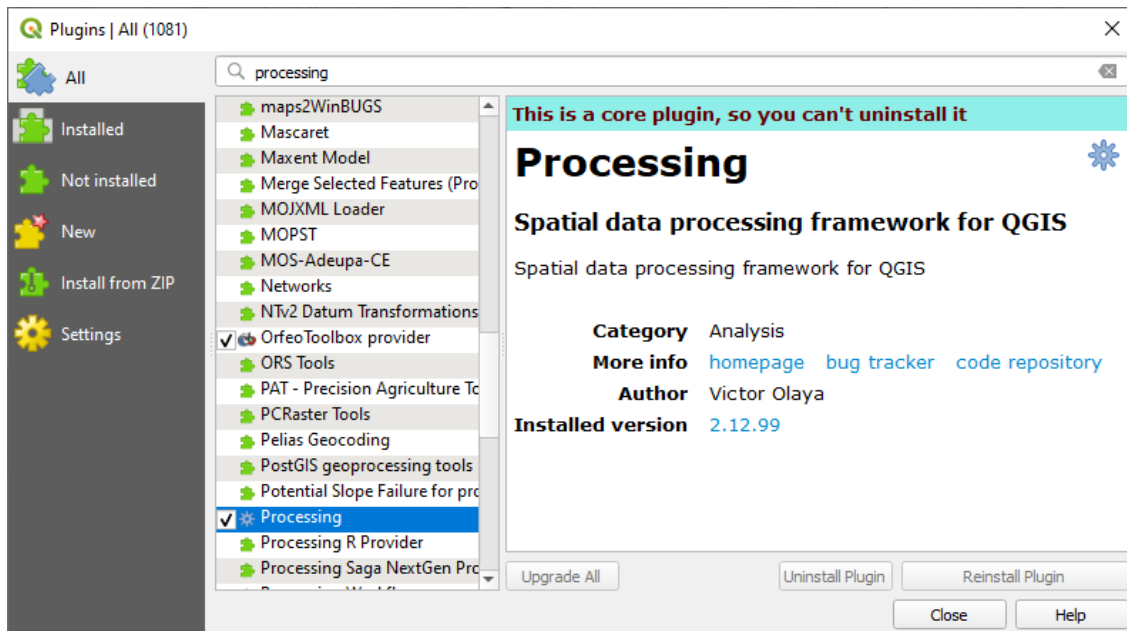 Plugins | All (1081)
All
Installed
Not installed
New
Install from ZIP
Settings
processing
maps2WinBUGS
Mascaret
Maxent Model
Merge Selected Features (Pro
MOJXML Loader
MOPST
MOS-Adeupa-CE
Networks
NTv2 Datum Transformations
OrfeoToolbox provider
ORS Tools
PAT - Precision Agriculture To
PCRaster Tools
Pelias Geocoding
PostGIS geoprocessing tools
Potential Slope Failure for pro
Processing
Processing R Provider
Processing Saga NextGen Pro
This is a core plugin, so you can't uninstall it
Processing
Spatial data processing framework for QGIS
Spatial data processing framework for QGIS
Category Analysis
More info homepage bug tracker code repository
Author Victor Olaya
Installed version 2.12.99
Upgrade All Uninstall Plugin Reinstall Plugin
Close Help